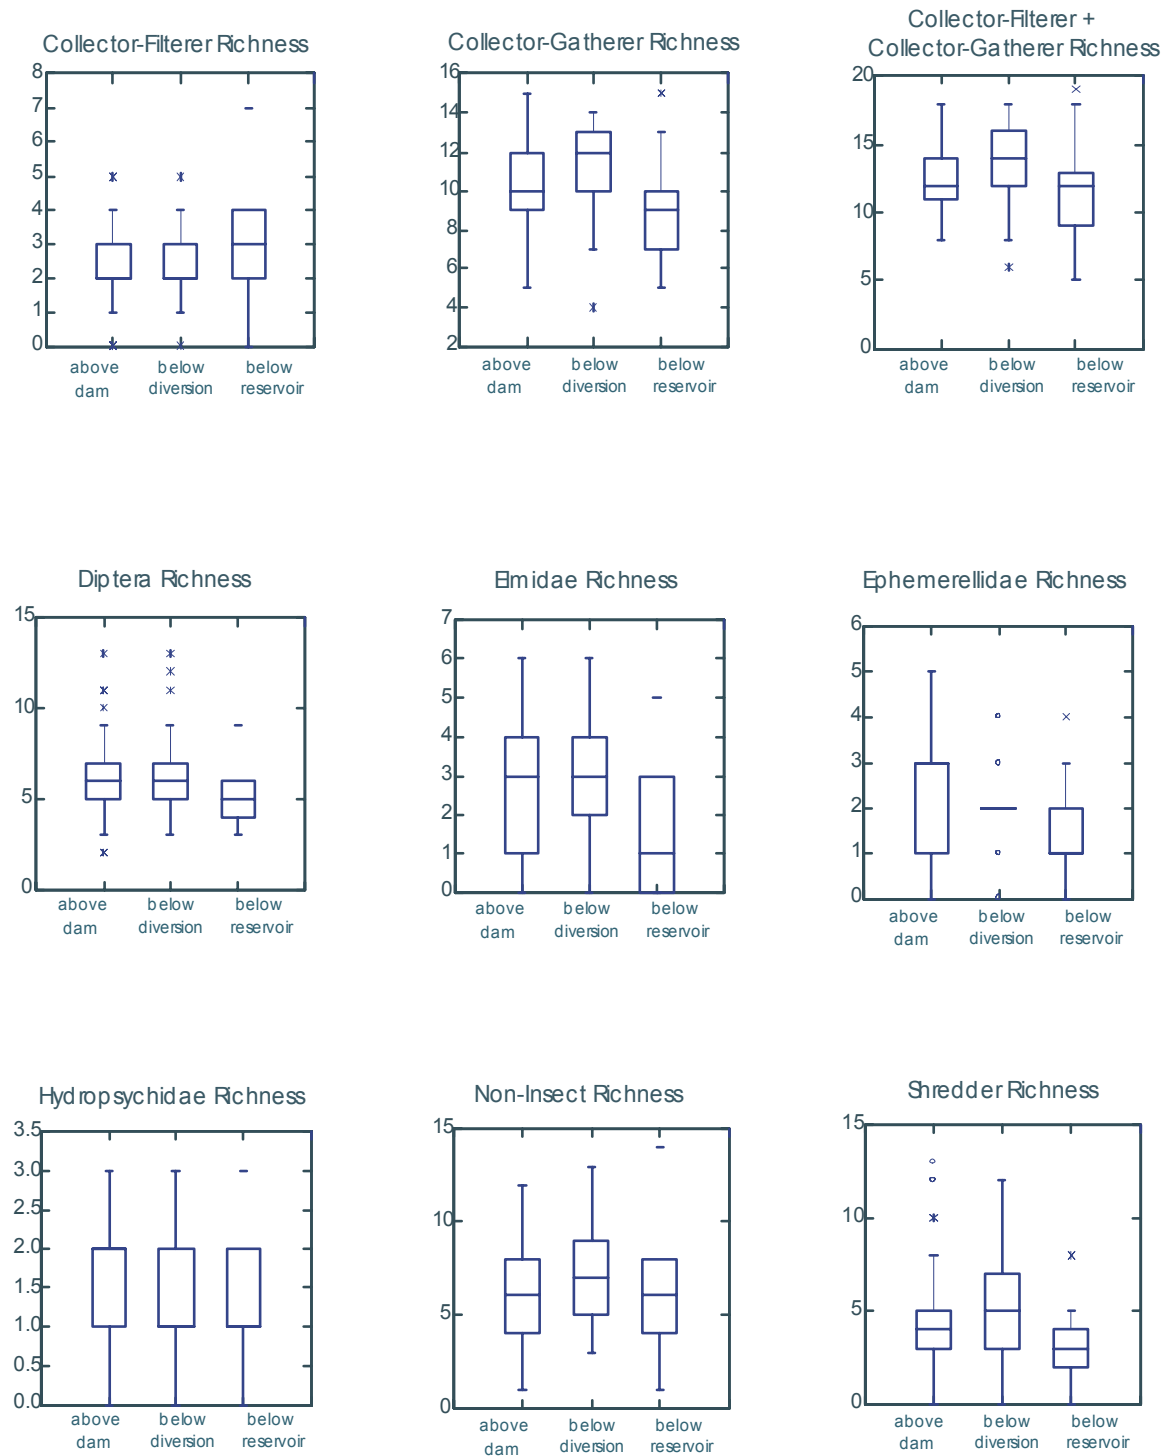 Collector-Filterer Richness
8
7
6
5
4
3
2
1
0
above dam
below diversion
below reservoir
Collector-Gatherer Richness
16
14
12
10
8
6
4
2
above dam
below diversion
below reservoir
Collector-Filterer +
Collector-Gatherer Richness
20
15
10
5
0
above dam
below diversion
below reservoir
Diptera Richness
15
10
5
0
above dam
below diversion
below reservoir
Elmidae Richness
7
6
5
4
3
2
1
0
above dam
below diversion
below reservoir
Ephemerellidae Richness
6
5
4
3
2
1
0
above dam
below diversion
below reservoir
Hydropsychidae Richness
3.5
3.0
2.5
2.0
1.5
1.0
0.5
0.0
above dam
below diversion
below reservoir
Non-Insect Richness
15
10
5
0
above dam
below diversion
below reservoir
Shredder Richness
15
10
5
0
above dam
below diversion
below reservoir